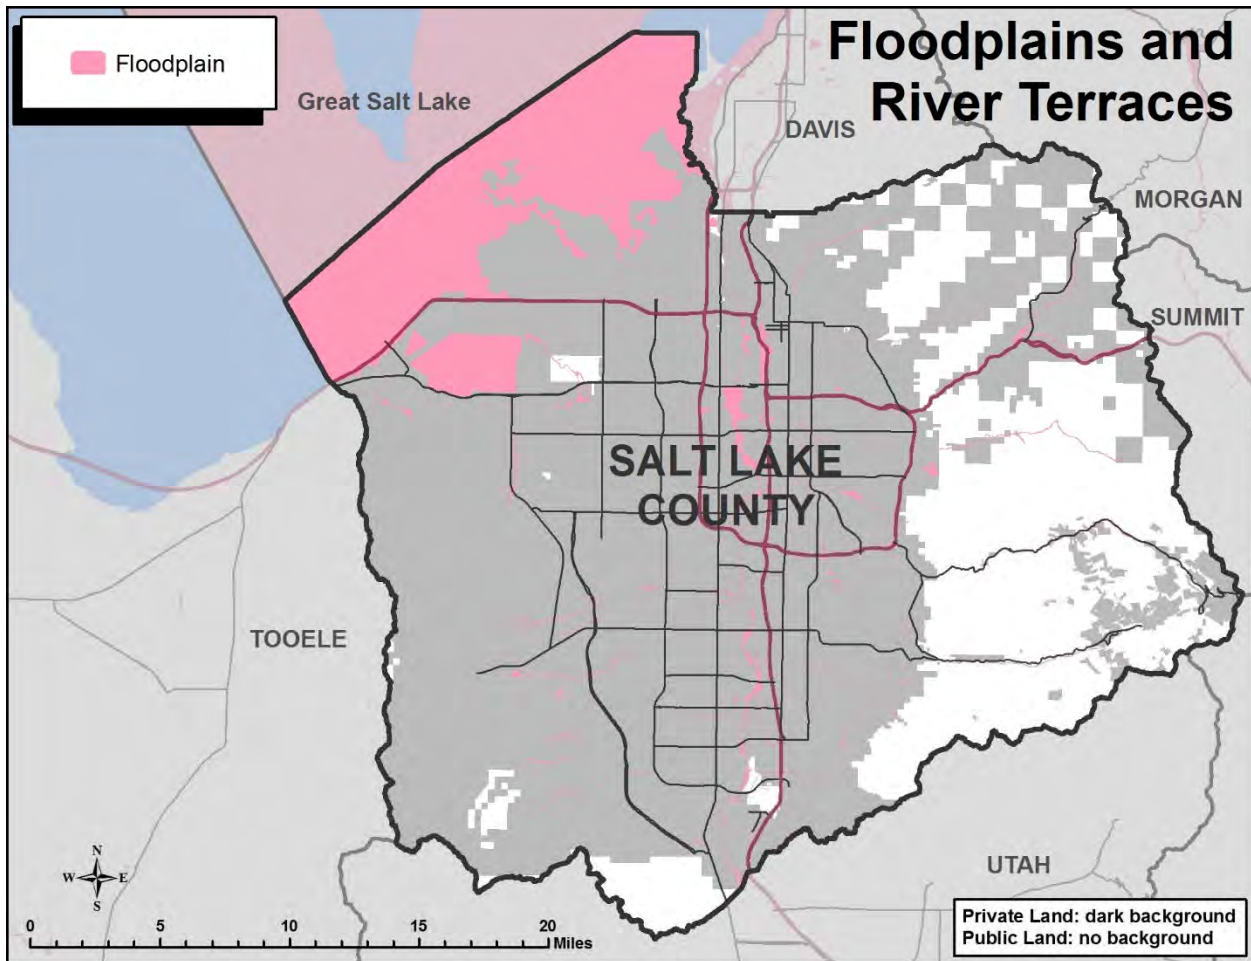 Floodplains and
River Terraces
Floodplain
Great Salt Lake
DAVIS
MORGAN
SUMMIT
SALT LAKE
COUNTY
TOOELE
UTAH
N
W E
S
0 5 10 15 20
Miles
Private Land: dark background
Public Land: no background